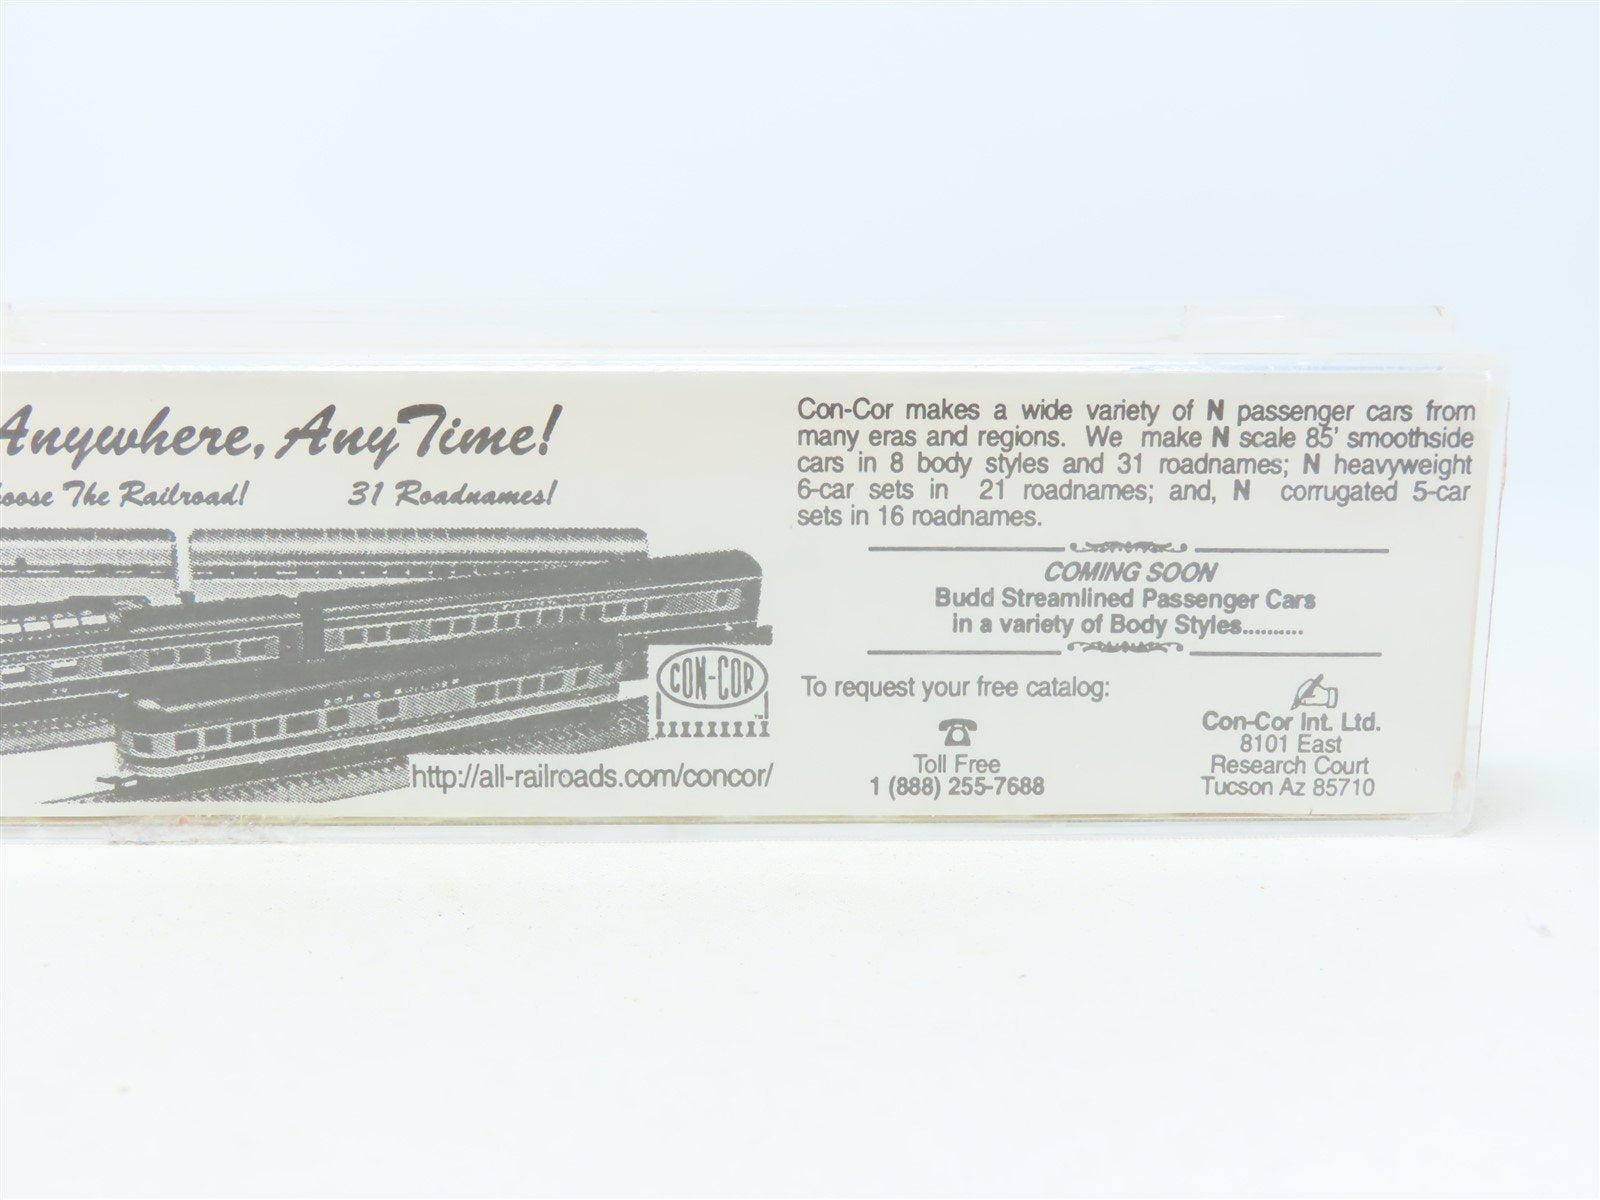 Anywhere, AnyTime!
The Railroad! 31 Roadnames!
CON-COR
TM
http://all-railroads.com/concor/
Con-Cor makes a wide variety of N passenger cars from
many eras and regions. We make N scale 85' smoothside
cars in 8 body styles and 31 roadnames; N heavyweight
6-car sets in 21 roadnames; and, N corrugated 5-car
sets in 16 roadnames.
COMING SOON
Budd Streamlined Passenger Cars
in a variety of Body Styles..........
To request your free catalog:
Toll Free
1 (888) 255-7688
Con-Cor Int. Ltd.
8101 East
Research Court
Tucson Az 85710